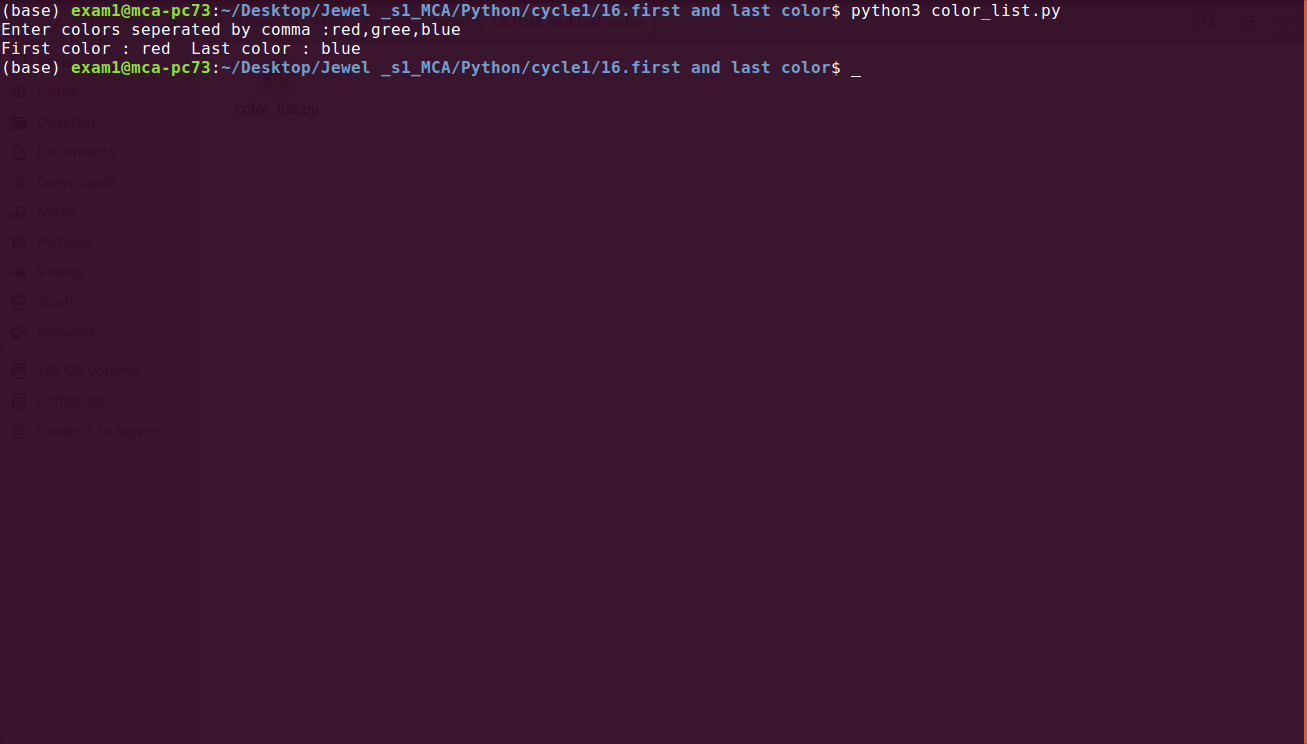 (base) exam1@mca-pc73:~/Desktop/Jewel _s1_MCA/Python/cycle1/16.first and last color$ python3 color_list.py
Enter colors seperated by comma :red,gree,blue
First color : red  Last color : blue
(base) exam1@mca-pc73:~/Desktop/Jewel _s1_MCA/Python/cycle1/16.first and last color$ _
Home
color_list.py
Desktop
Documents
Downloads
Music
Pictures
Videos
Trash
Network
105 GB Volume
Computer
Connect to Server